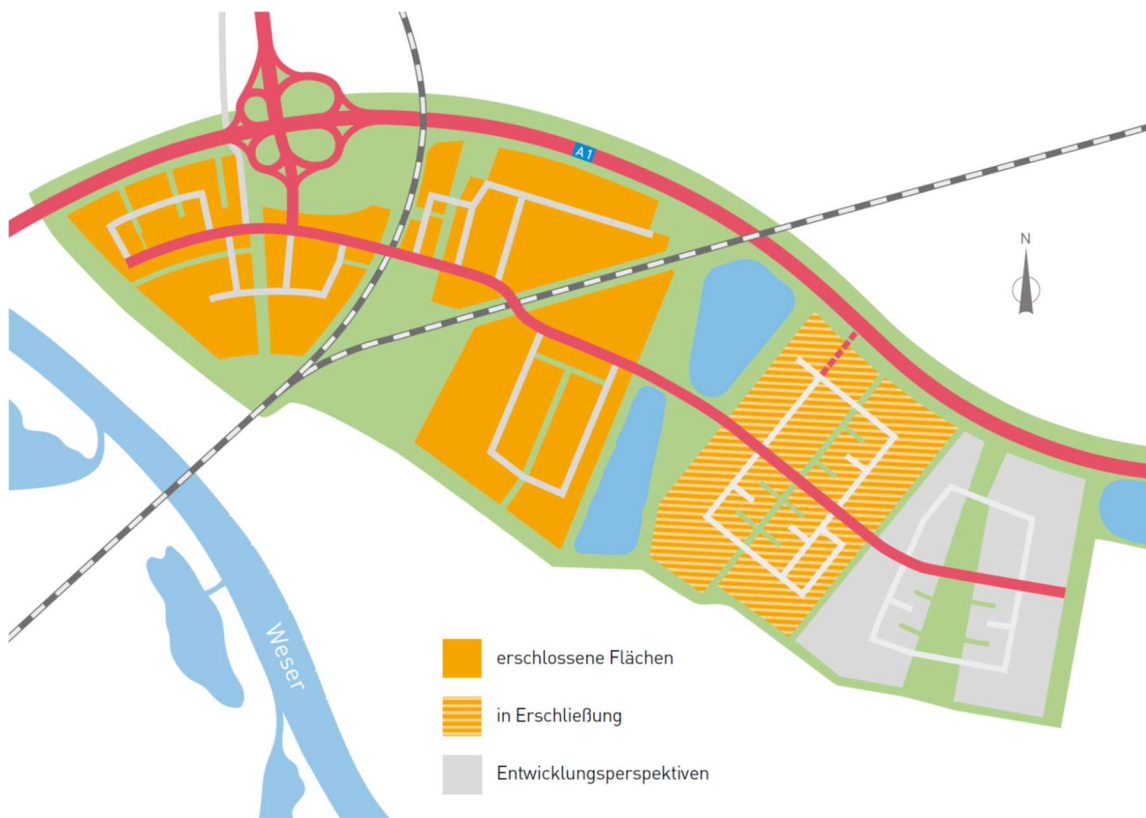 A1
N
Weser
erschlossene Flächen
in Erschließung
Entwicklungsperspektiven